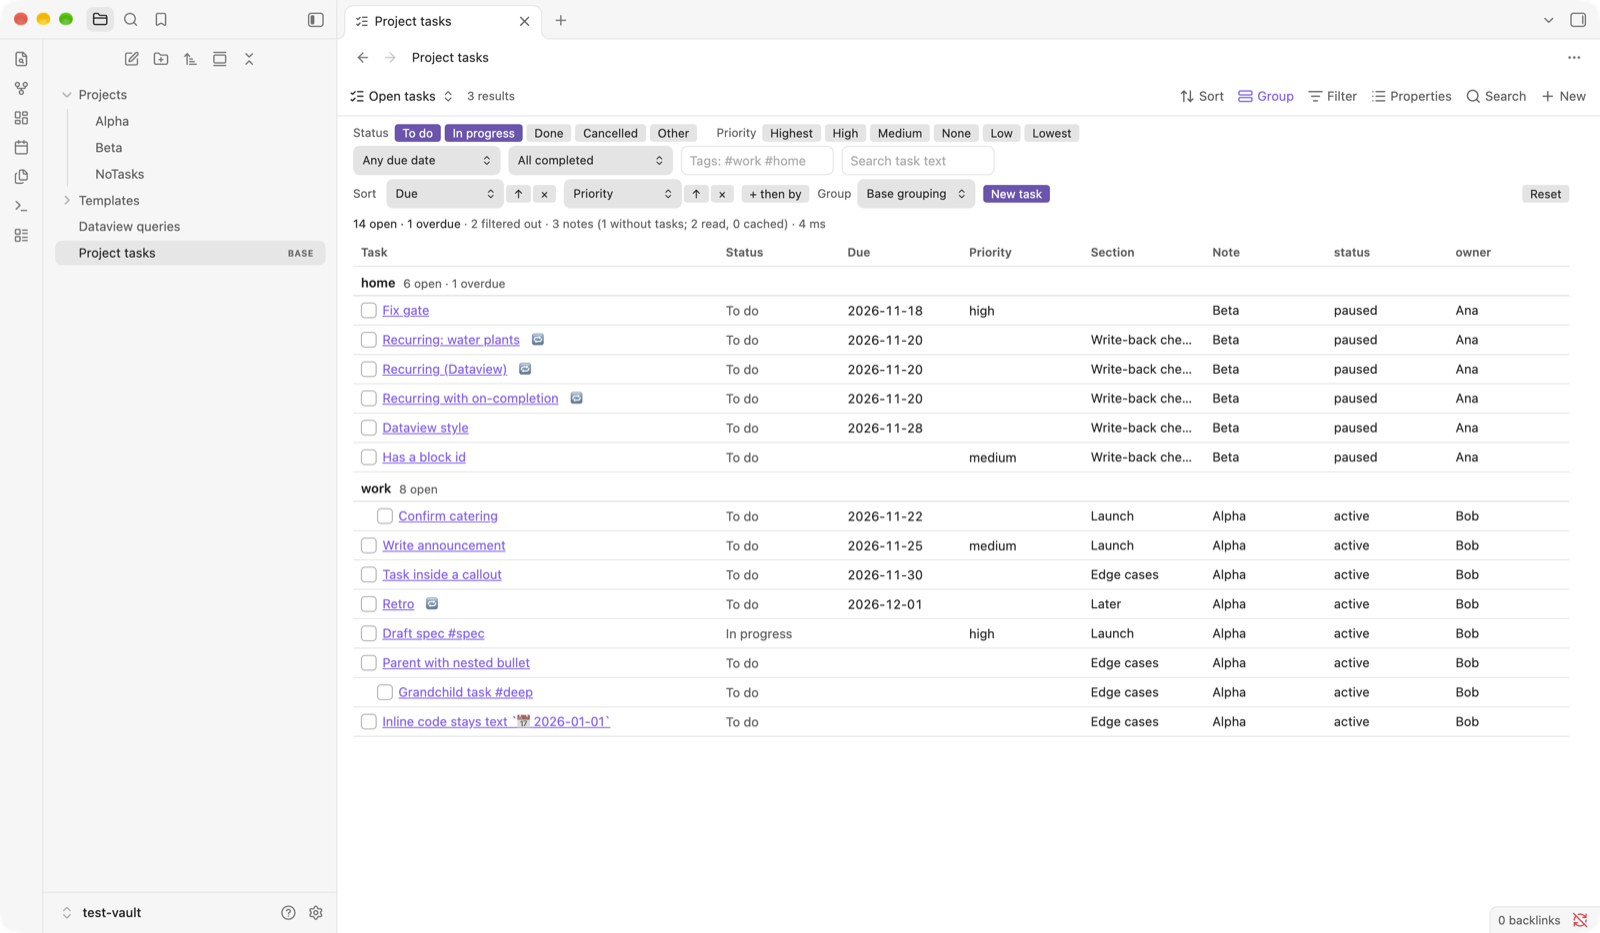 Project tasks
Project tasks
Open tasks 3 results Sort Group Filter Properties Search New
Projects
Alpha
Beta
NoTasks
Templates
Dataview queries
Project tasks BASE
test-vault
Status To do In progress Done Cancelled Other Priority Highest High Medium None Low Lowest
Any due date All completed Tags: #work #home Search task text
Sort Due ↑ × Priority ↑ × + then by Group Base grouping New task Reset
14 open · 1 overdue · 2 filtered out · 3 notes (1 without tasks; 2 read, 0 cached) · 4 ms
Task Status Due Priority Section Note status owner
home 6 open · 1 overdue
Fix gate To do 2026-11-18 high Beta paused Ana
Recurring: water plants 🔁 To do 2026-11-20 Write-back che... Beta paused Ana
Recurring (Dataview) 🔁 To do 2026-11-20 Write-back che... Beta paused Ana
Recurring with on-completion 🔁 To do 2026-11-20 Write-back che... Beta paused Ana
Dataview style To do 2026-11-28 Write-back che... Beta paused Ana
Has a block id To do medium Write-back che... Beta paused Ana
work 8 open
Confirm catering To do 2026-11-22 Launch Alpha active Bob
Write announcement To do 2026-11-25 medium Launch Alpha active Bob
Task inside a callout To do 2026-11-30 Edge cases Alpha active Bob
Retro 🔁 To do 2026-12-01 Later Alpha active Bob
Draft spec #spec In progress high Launch Alpha active Bob
Parent with nested bullet To do Edge cases Alpha active Bob
Grandchild task #deep To do Edge cases Alpha active Bob
Inline code stays text `📅 2026-01-01` To do Edge cases Alpha active Bob
0 backlinks